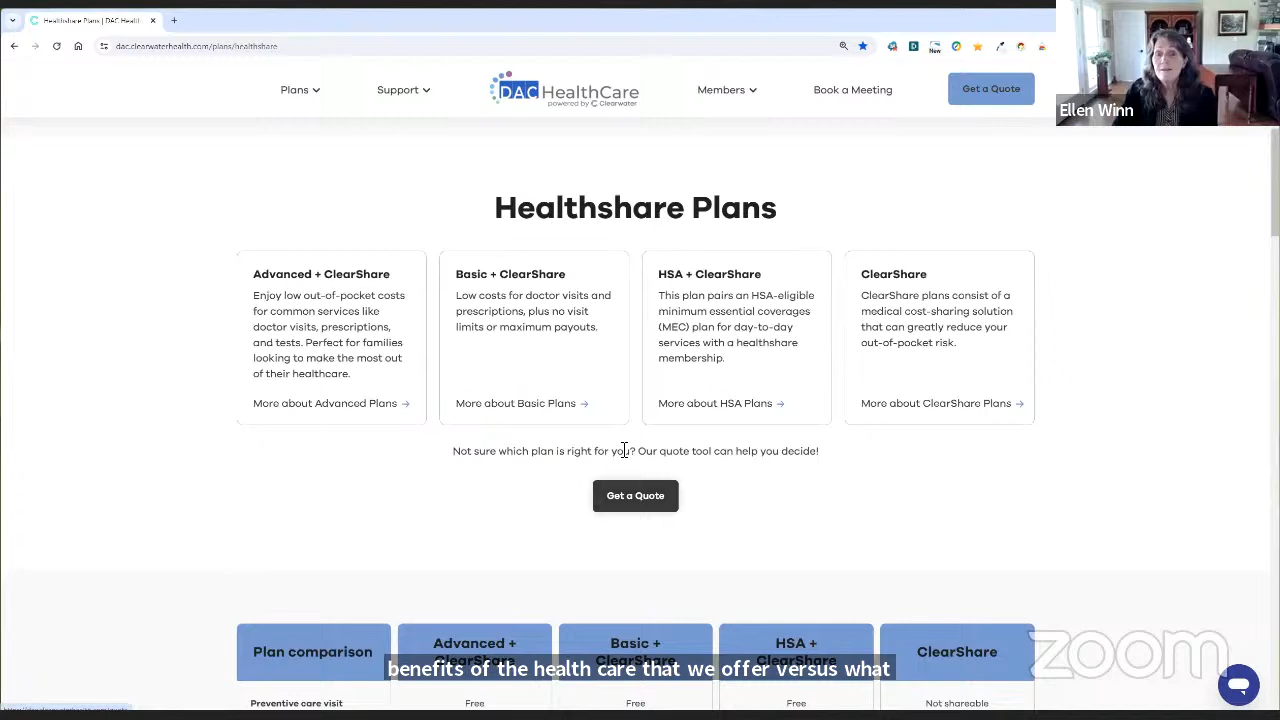 Healthshare Plans | DAC Healt
dac.clearwaterhealth.com/plans/healthshare
New
Plans
Support
DAC HealthCare
powered by Clearwater
Members
Book a Meeting
Get a Quote
Ellen Winn
Healthshare Plans
Advanced + ClearShare
Enjoy low out-of-pocket costs
for common services like
doctor visits, prescriptions,
and tests. Perfect for families
looking to make the most out
of their healthcare.
More about Advanced Plans →
Basic + ClearShare
Low costs for doctor visits and
prescriptions, plus no visit
limits or maximum payouts.
More about Basic Plans →
HSA + ClearShare
This plan pairs an HSA-eligible
minimum essential coverages
(MEC) plan for day-to-day
services with a healthshare
membership.
More about HSA Plans →
ClearShare
ClearShare plans consist of a
medical cost-sharing solution
that can greatly reduce your
out-of-pocket risk.
More about ClearShare Plans →
Not sure which plan is right for you? Our quote tool can help you decide!
Get a Quote
Plan comparison
Advanced +
ClearShare
Basic +
ClearShare
HSA +
ClearShare
ClearShare
benefits of the health care that we offer versus what
zoom
Preventive care visit
Free
Free
Free
Not shareable